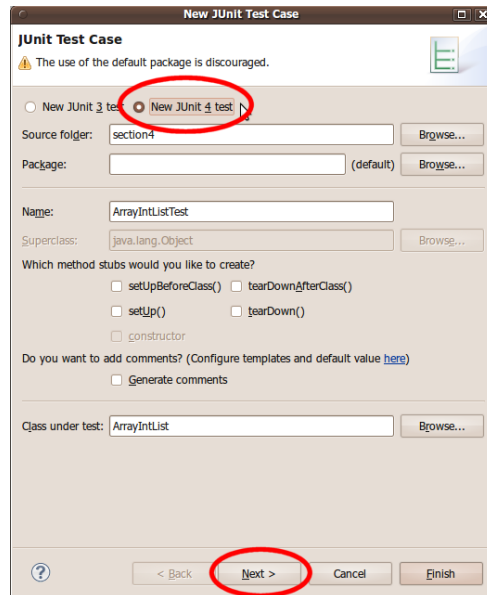 New JUnit Test Case
JUnit Test Case
The use of the default package is discouraged.
New JUnit 3 test New JUnit 4 test
Source folder: section4 Browse...
Package: (default) Browse...
Name: ArrayIntListTest
Superclass: java.lang.Object Browse...
Which method stubs would you like to create?
setUpBeforeClass() tearDownAfterClass()
setUp() tearDown()
constructor
Do you want to add comments? (Configure templates and default value here)
Generate comments
Class under test: ArrayIntList Browse...
? < Back Next > Cancel Finish